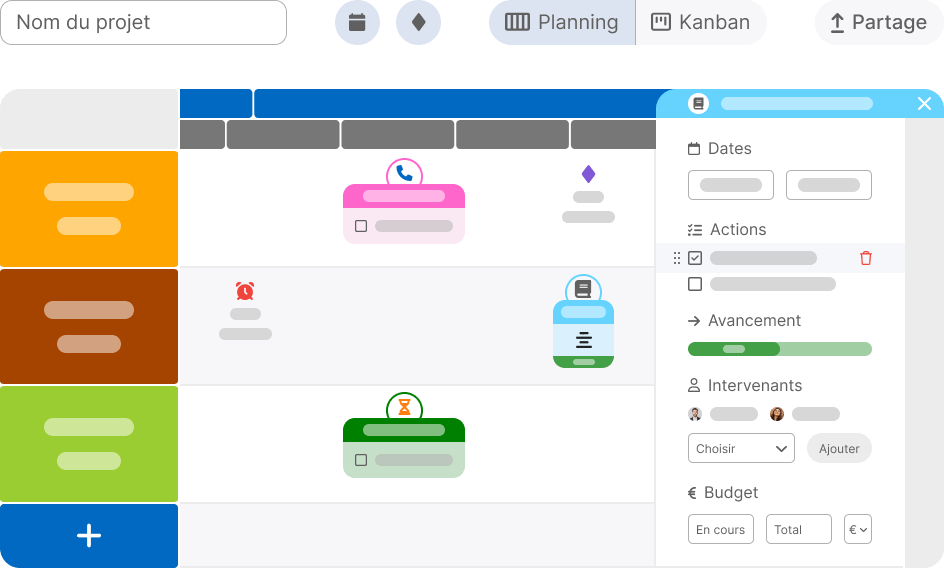 Nom du projet
Planning
Kanban
Partage
Dates
Actions
Avancement
Intervenants
Choisir
Ajouter
€ Budget
En cours
Total
€